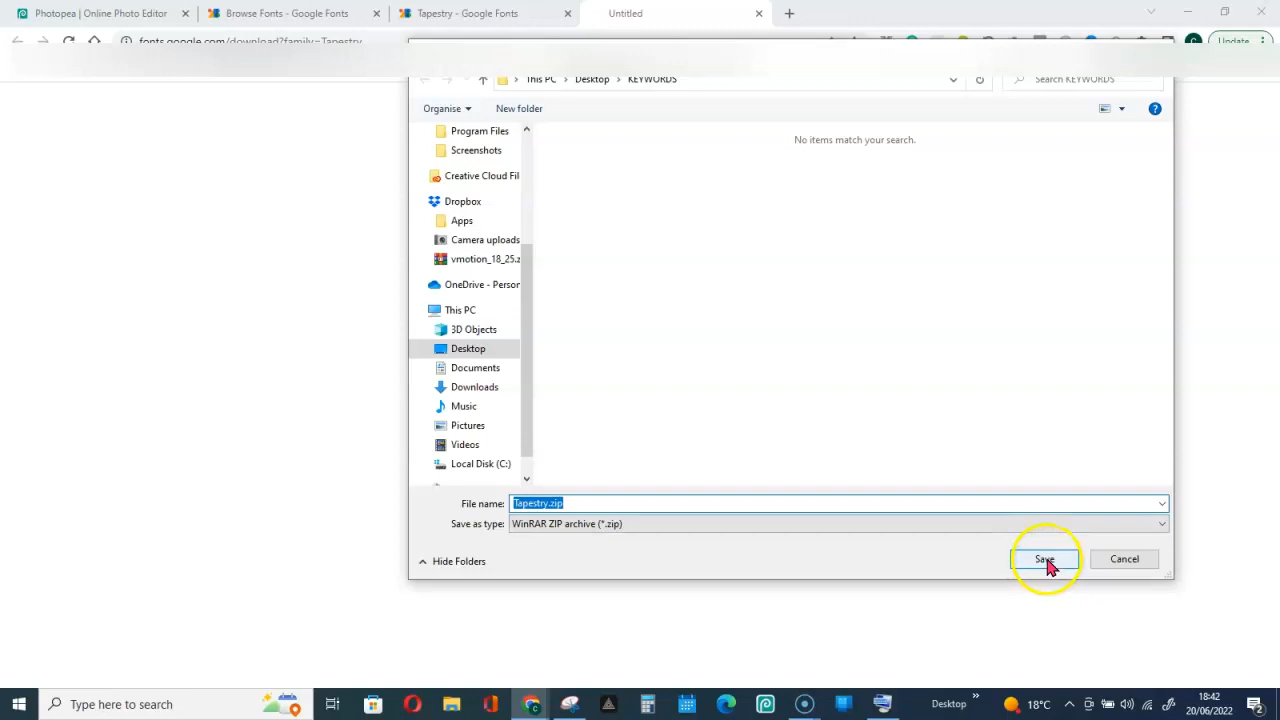 Photopea | Online Photo Editor
Browse Fonts - Google Fonts
Tapestry - Google Fonts
Untitled
fonts.google.com/download?family=Tapestry
Update
This PC > Desktop > KEYWORDS
Search KEYWORDS
Organise
New folder
Program Files
Screenshots
Creative Cloud Fil
Dropbox
Apps
Camera uploads
vmotion_18_25.z
OneDrive - Person
This PC
3D Objects
Desktop
Documents
Downloads
Music
Pictures
Videos
Local Disk (C:)
No items match your search.
File name: Tapestry.zip
Save as type: WinRAR ZIP archive (*.zip)
Hide Folders
Save
Cancel
Type here to search
Desktop
18°C
18:42
20/06/2022
2